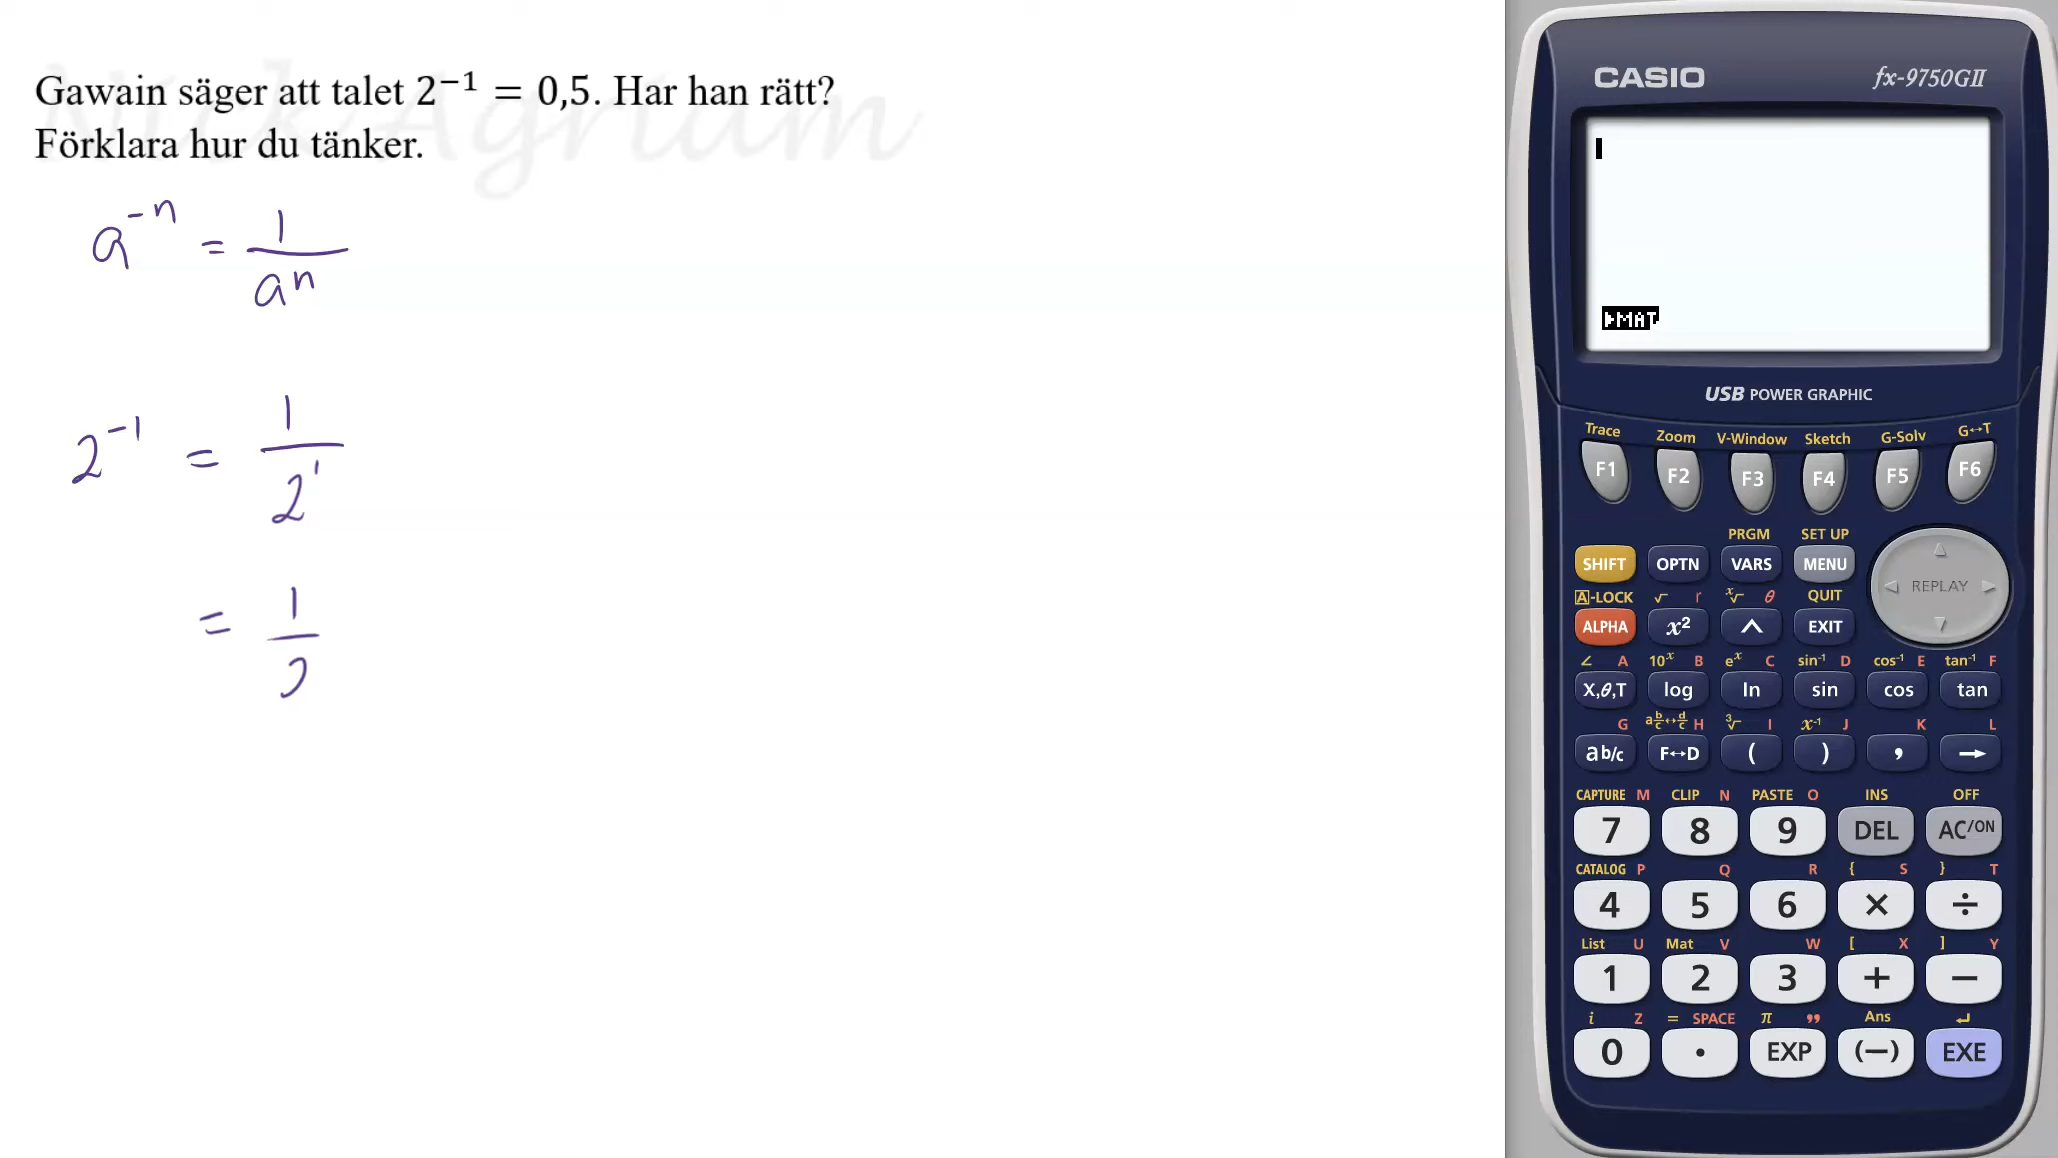 Gawain säger att talet 2⁻¹ = 0,5. Har han rätt?
Förklara hur du tänker.
Nick Agrium
a⁻ⁿ = 1/aⁿ
2⁻¹ = 1/2¹
= 1/2
CASIO fx-9750GII
▶MAT
USB POWER GRAPHIC
Trace Zoom V-Window Sketch G-Solv G↔T
F1 F2 F3 F4 F5 F6
PRGM SET UP
SHIFT OPTN VARS MENU
REPLAY
A-LOCK √ r ˣ√ θ QUIT
ALPHA x² ^ EXIT
∠ A 10ˣ B eˣ C sin⁻¹ D cos⁻¹ E tan⁻¹ F
X,θ,T log ln sin cos tan
G a b/c↔d/c H ³√ I x⁻¹ J K L
a b/c F↔D ( ) , →
CAPTURE M CLIP N PASTE O INS OFF
7 8 9 DEL AC/ON
CATALOG P Q R { S } T
4 5 6 × ÷
List U Mat V W [ X ] Y
1 2 3 + −
i Z = SPACE π " Ans ↵
0 . EXP (−) EXE